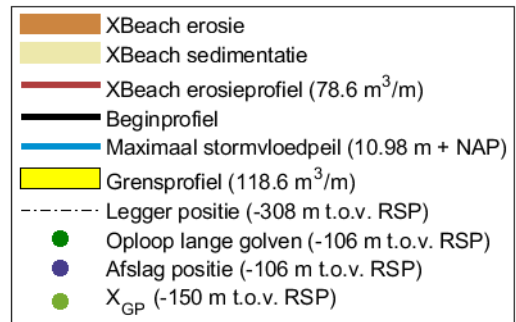 XBeach erosie
XBeach sedimentatie
XBeach erosieprofiel (78.6 m³/m)
Beginprofiel
Maximaal stormvloedpeil (10.98 m + NAP)
Grensprofiel (118.6 m³/m)
Legger positie (-308 m t.o.v. RSP)
Oploop lange golven (-106 m t.o.v. RSP)
Afslag positie (-106 m t.o.v. RSP)
X_GP (-150 m t.o.v. RSP)